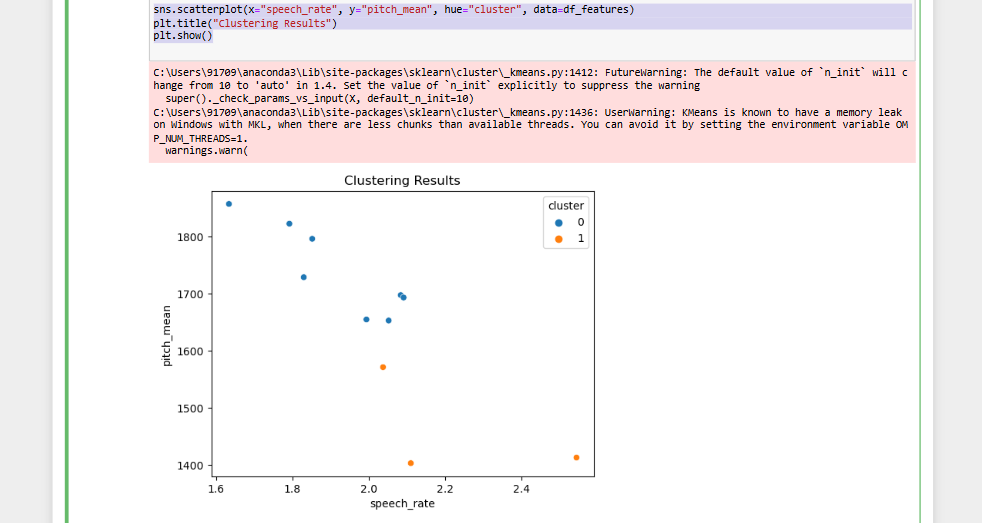 sns.scatterplot(x="speech_rate", y="pitch_mean", hue="cluster", data=df_features)
plt.title("Clustering Results")
plt.show()
C:\Users\91709\anaconda3\Lib\site-packages\sklearn\cluster\_kmeans.py:1412: FutureWarning: The default value of `n_init` will c
hange from 10 to 'auto' in 1.4. Set the value of `n_init` explicitly to suppress the warning
  super()._check_params_vs_input(X, default_n_init=10)
C:\Users\91709\anaconda3\Lib\site-packages\sklearn\cluster\_kmeans.py:1436: UserWarning: KMeans is known to have a memory leak
on Windows with MKL, when there are less chunks than available threads. You can avoid it by setting the environment variable OM
P_NUM_THREADS=1.
  warnings.warn(
Clustering Results
cluster
0
1
1800
1700
1600
1500
1400
pitch_mean
1.6 1.8 2.0 2.2 2.4
speech_rate